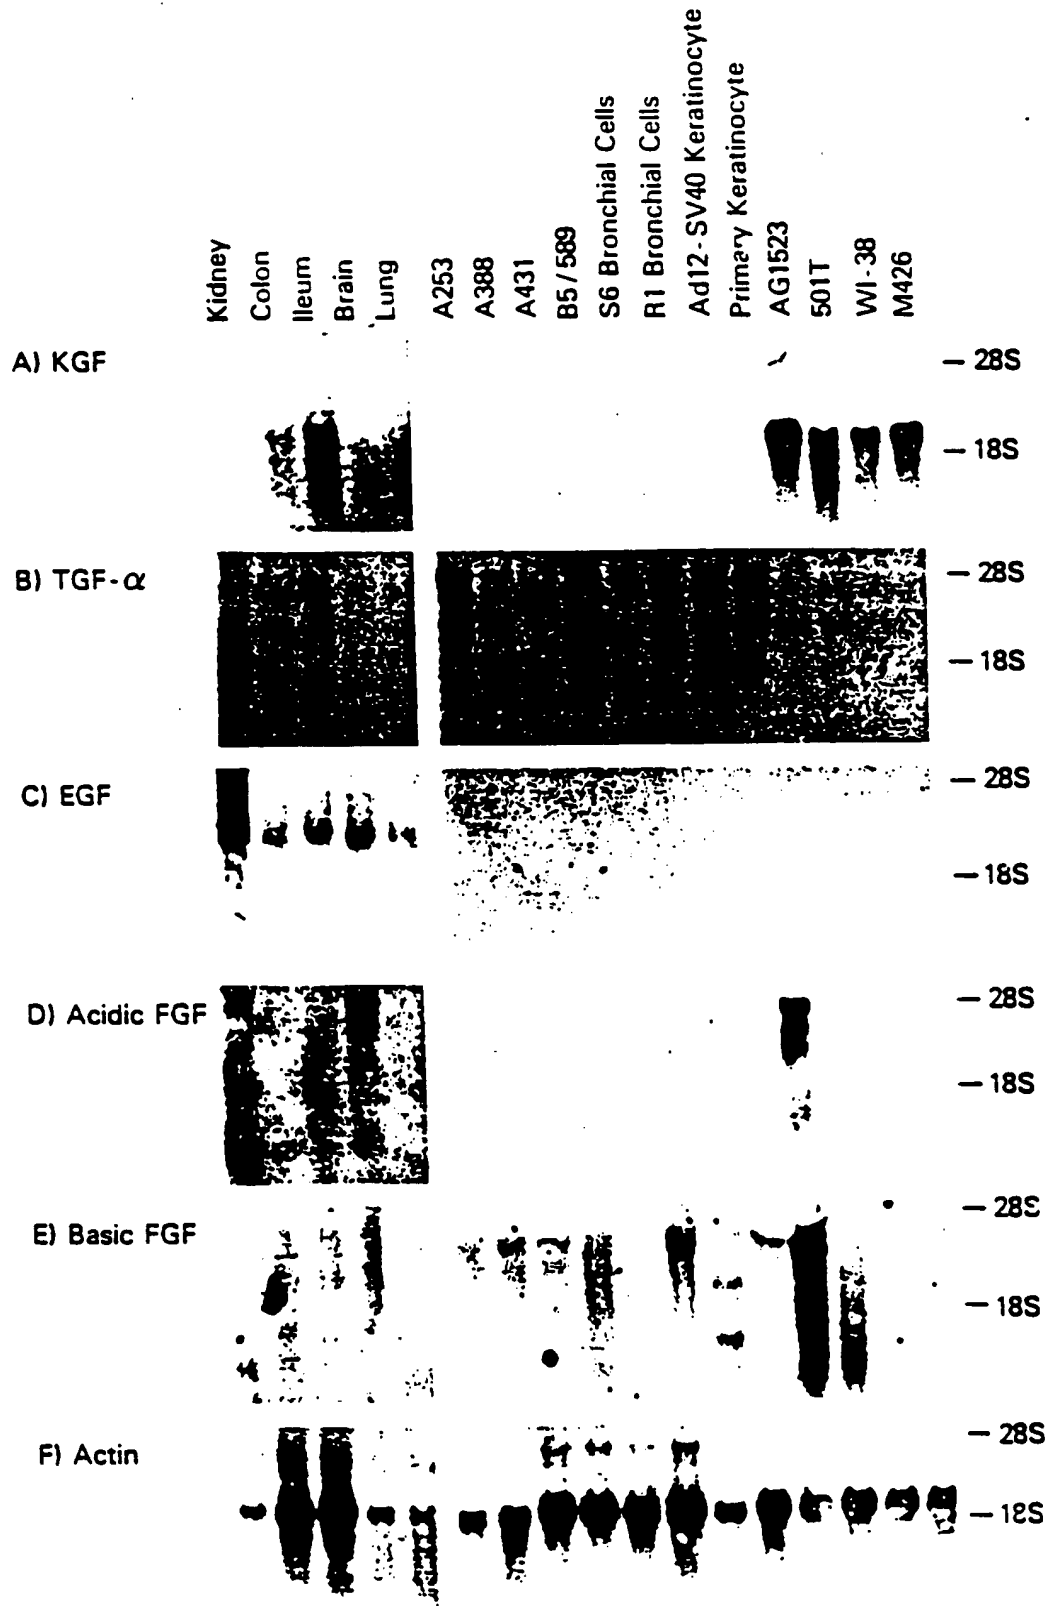 Kidney
Colon
Ileum
Brain
Lung
A253
A388
A431
B5/589
S6 Bronchial Cells
R1 Bronchial Cells
Ad12-SV40 Keratinocyte
Primary Keratinocyte
AG1523
501T
WI-38
M426
A) KGF
— 28S
— 18S
B) TGF-α
— 28S
— 18S
C) EGF
— 28S
— 18S
D) Acidic FGF
— 28S
— 18S
E) Basic FGF
— 28S
— 18S
F) Actin
— 28S
— 18S